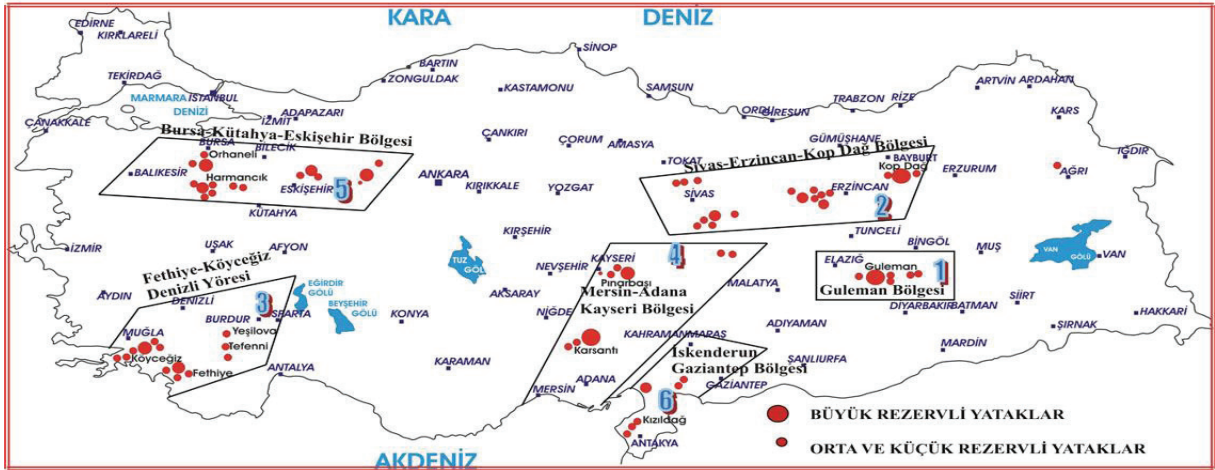 KARA DENİZ
EDİRNE
KIRKLARELİ
TEKİRDAĞ
MARMARA
DENİZİ
İSTANBUL
İZMİT
ADAPAZARI
ÇANAKKALE
ZONGULDAK
BARTIN
KASTAMONU
SİNOP
SAMSUN
ORDU
GİRESUN
TRABZON
RİZE
ARTVİN
ARDAHAN
KARS
IĞDIR
AĞRI
Bursa-Kütahya-Eskişehir Bölgesi
BURSA
BİLECİK
Orhaneli
BALIKESİR
Harmancık
ESKİŞEHİR
5
KÜTAHYA
ANKARA
ÇANKIRI
KIRIKKALE
ÇORUM
AMASYA
YOZGAT
TOKAT
Sivas-Erzincan-Kop Dağ Bölgesi
GÜMÜŞHANE
BAYBURT
Kop Dağ
SİVAS
ERZİNCAN
2
ERZURUM
TUNCELİ
BİNGÖL
MUŞ
VAN
GÖLÜ
VAN
İZMİR
UŞAK
AFYON
Fethiye-Köyceğiz
Denizli Yöresi
AYDIN
DENİZLİ
3
BURDUR
ISPARTA
EĞİRDİR
GÖLÜ
BEYŞEHİR
GÖLÜ
MUĞLA
Yeşilova
Köyceğiz
Tefenni
Fethiye
ANTALYA
KONYA
KARAMAN
TUZ
GÖL
KIRŞEHİR
NEVŞEHİR
AKSARAY
NİĞDE
4
KAYSERİ
Pınarbaşı
Mersin-Adana
Kayseri Bölgesi
MALATYA
ELAZIĞ
Guleman
1
Guleman Bölgesi
DİYARBAKIR
BATMAN
SİİRT
ŞIRNAK
HAKKARİ
MARDİN
ADIYAMAN
ŞANLIURFA
KAHRAMANMARAŞ
Karsantı
İskenderun
Gaziantep Bölgesi
GAZİANTEP
MERSİN
ADANA
6
Kızıldağ
ANTAKYA
BÜYÜK REZERVLİ YATAKLAR
ORTA VE KÜÇÜK REZERVLİ YATAKLAR
AKDENİZ